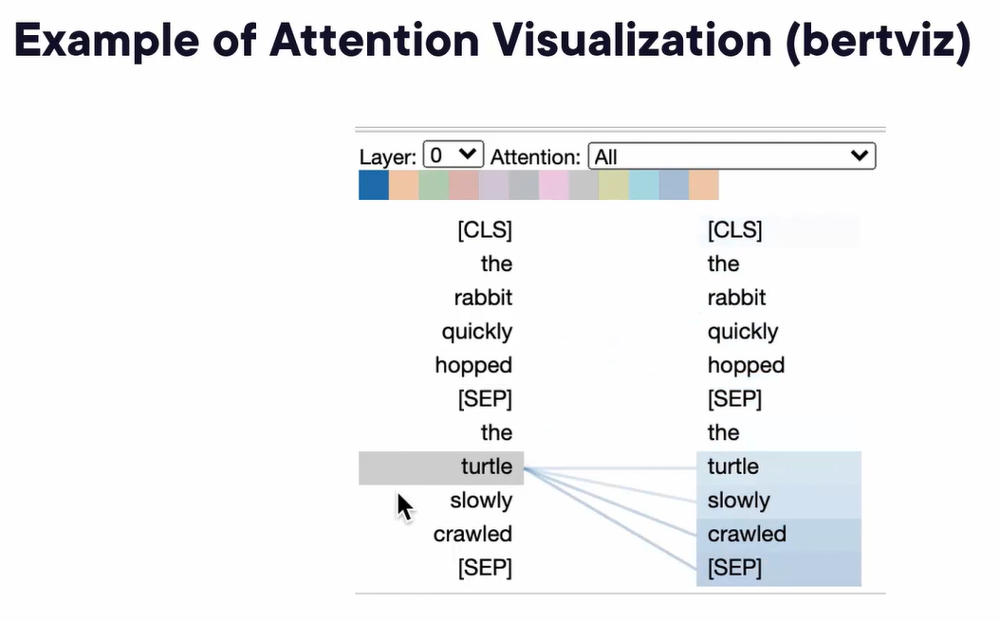 Example of Attention Visualization (bertviz)
Layer: 0 Attention: All
[CLS] [CLS]
the the
rabbit rabbit
quickly quickly
hopped hopped
[SEP] [SEP]
the the
turtle turtle
slowly slowly
crawled crawled
[SEP] [SEP]